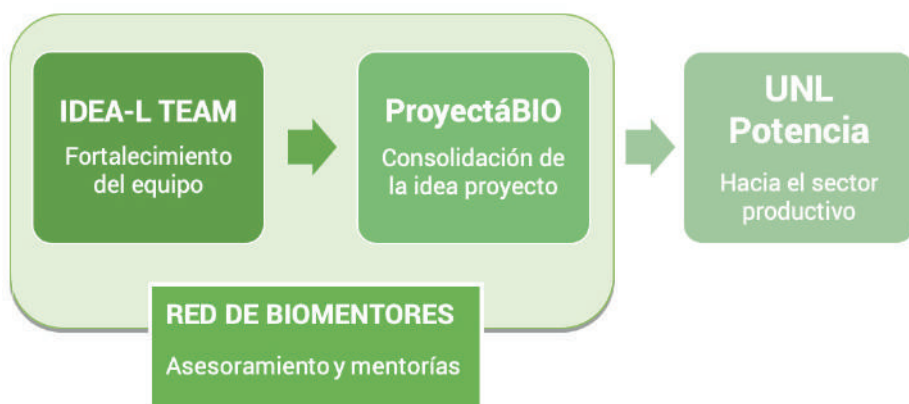 IDEA-L TEAM
Fortalecimiento
del equipo
ProyectáBIO
Consolidación de
la idea proyecto
UNL
Potencia
Hacia el sector
productivo
RED DE BIOMENTORES
Asesoramiento y mentorías